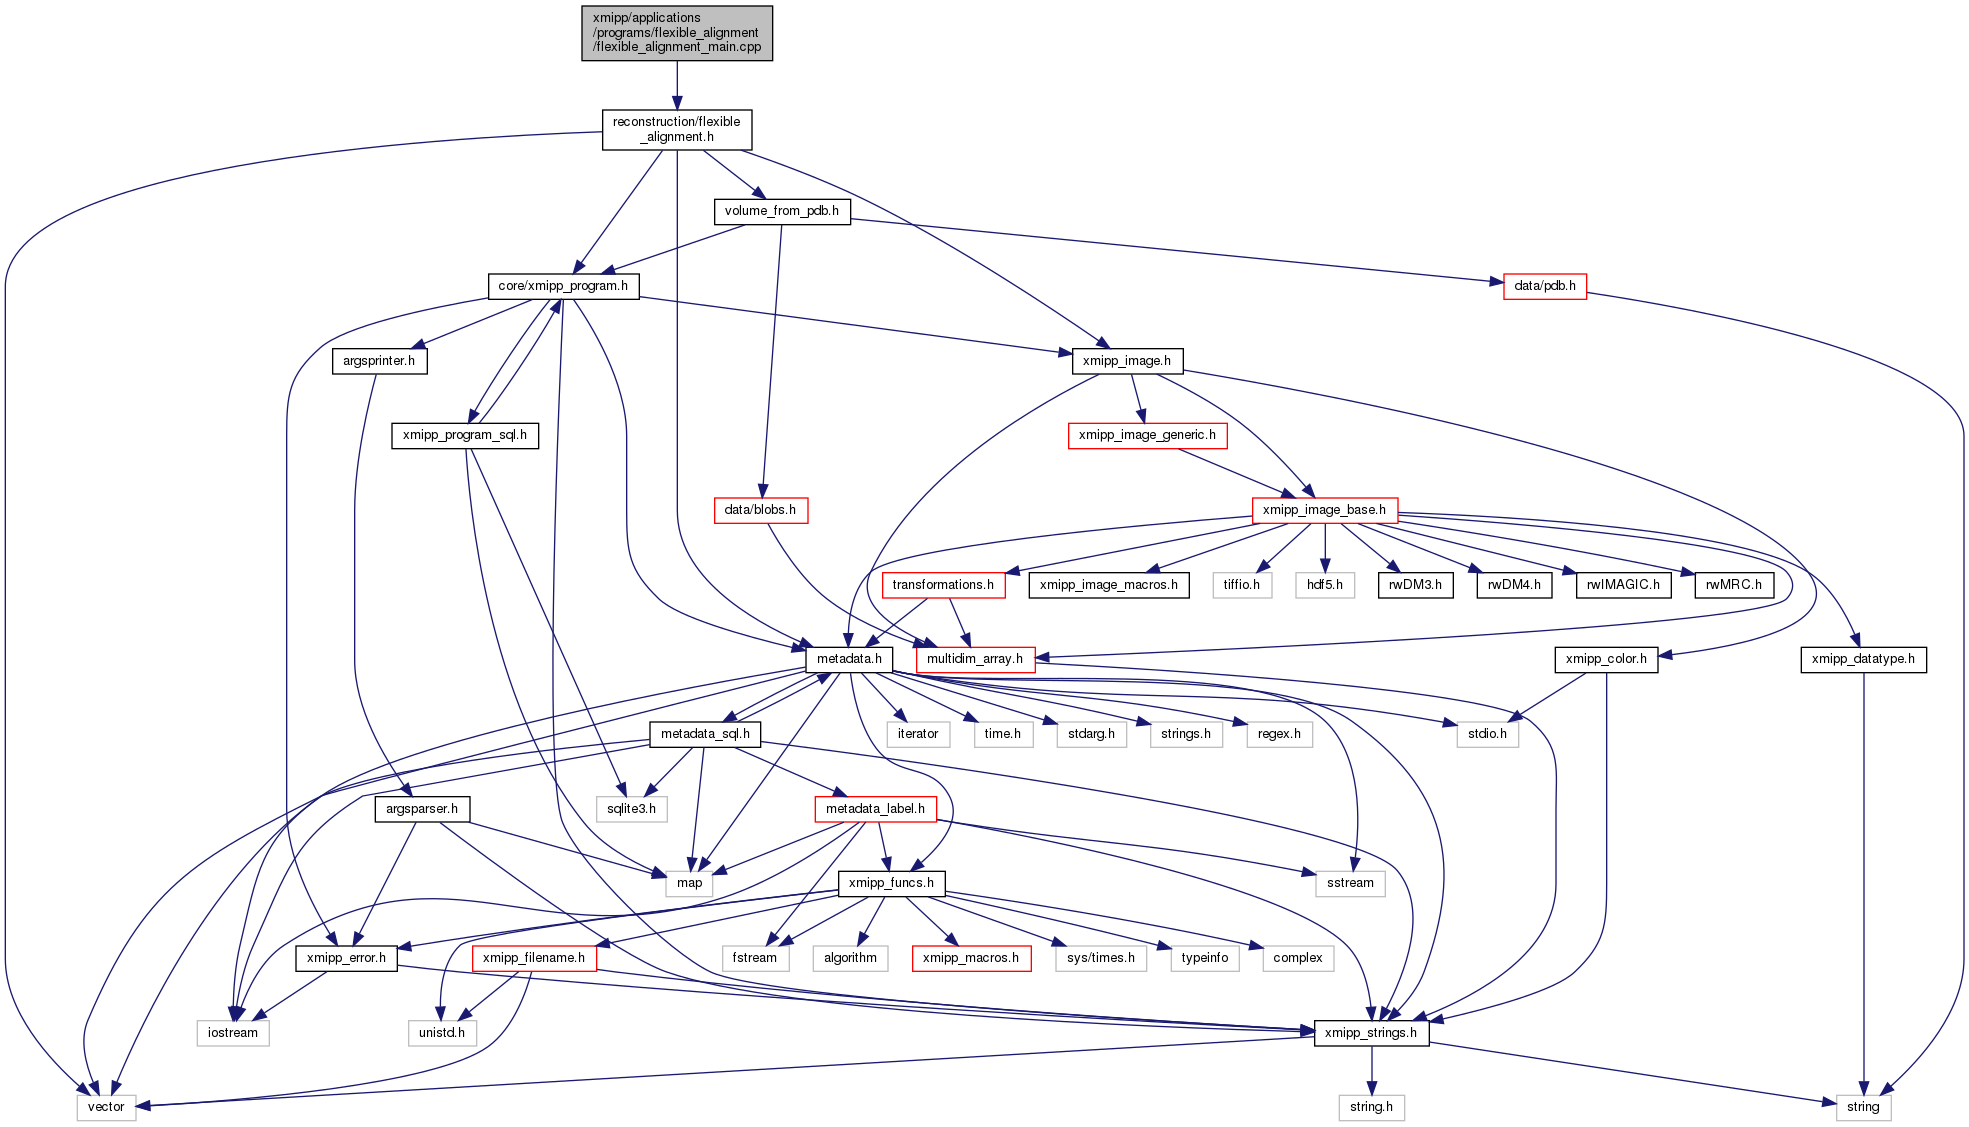 xmipp/applications
/programs/flexible_alignment
/flexible_alignment_main.cpp
reconstruction/flexible
_alignment.h
volume_from_pdb.h
core/xmipp_program.h
data/pdb.h
argsprinter.h
xmipp_image.h
xmipp_program_sql.h
xmipp_image_generic.h
data/blobs.h
xmipp_image_base.h
transformations.h
xmipp_image_macros.h
tiffio.h
hdf5.h
rwDM3.h
rwDM4.h
rwIMAGIC.h
rwMRC.h
metadata.h
multidim_array.h
xmipp_color.h
xmipp_datatype.h
metadata_sql.h
iterator
time.h
stdarg.h
strings.h
regex.h
stdio.h
argsparser.h
sqlite3.h
metadata_label.h
map
xmipp_funcs.h
sstream
xmipp_error.h
xmipp_filename.h
fstream
algorithm
xmipp_macros.h
sys/times.h
typeinfo
complex
iostream
unistd.h
xmipp_strings.h
vector
string.h
string